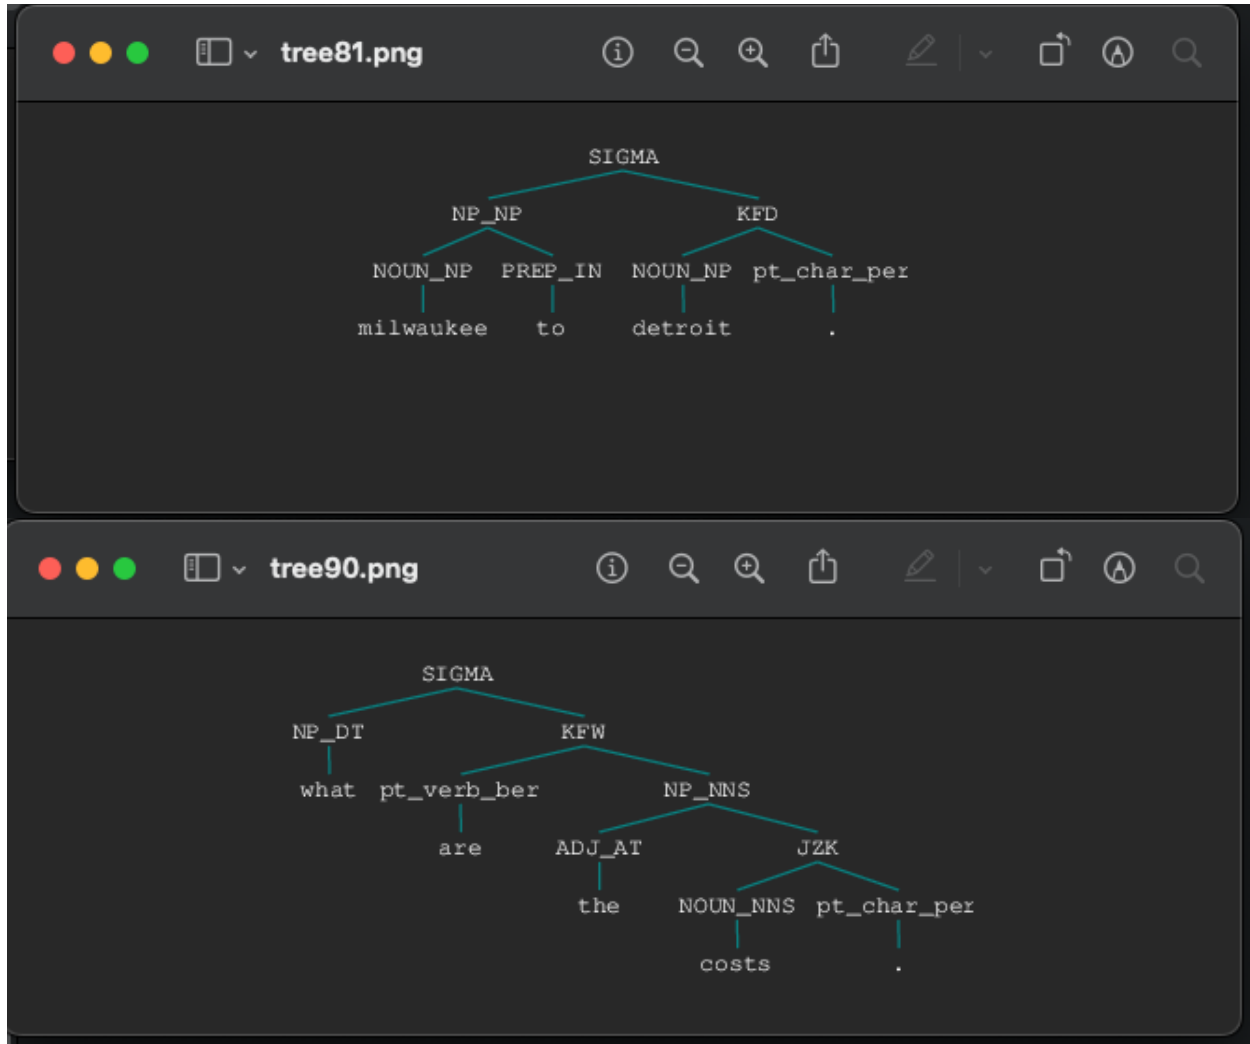 tree81.png
SIGMA
NP_NP KFD
NOUN_NP PREP_IN NOUN_NP pt_char_per
milwaukee to detroit .
tree90.png
SIGMA
NP_DT KFW
what pt_verb_ber NP_NNS
are ADJ_AT JZK
the NOUN_NNS pt_char_per
costs .